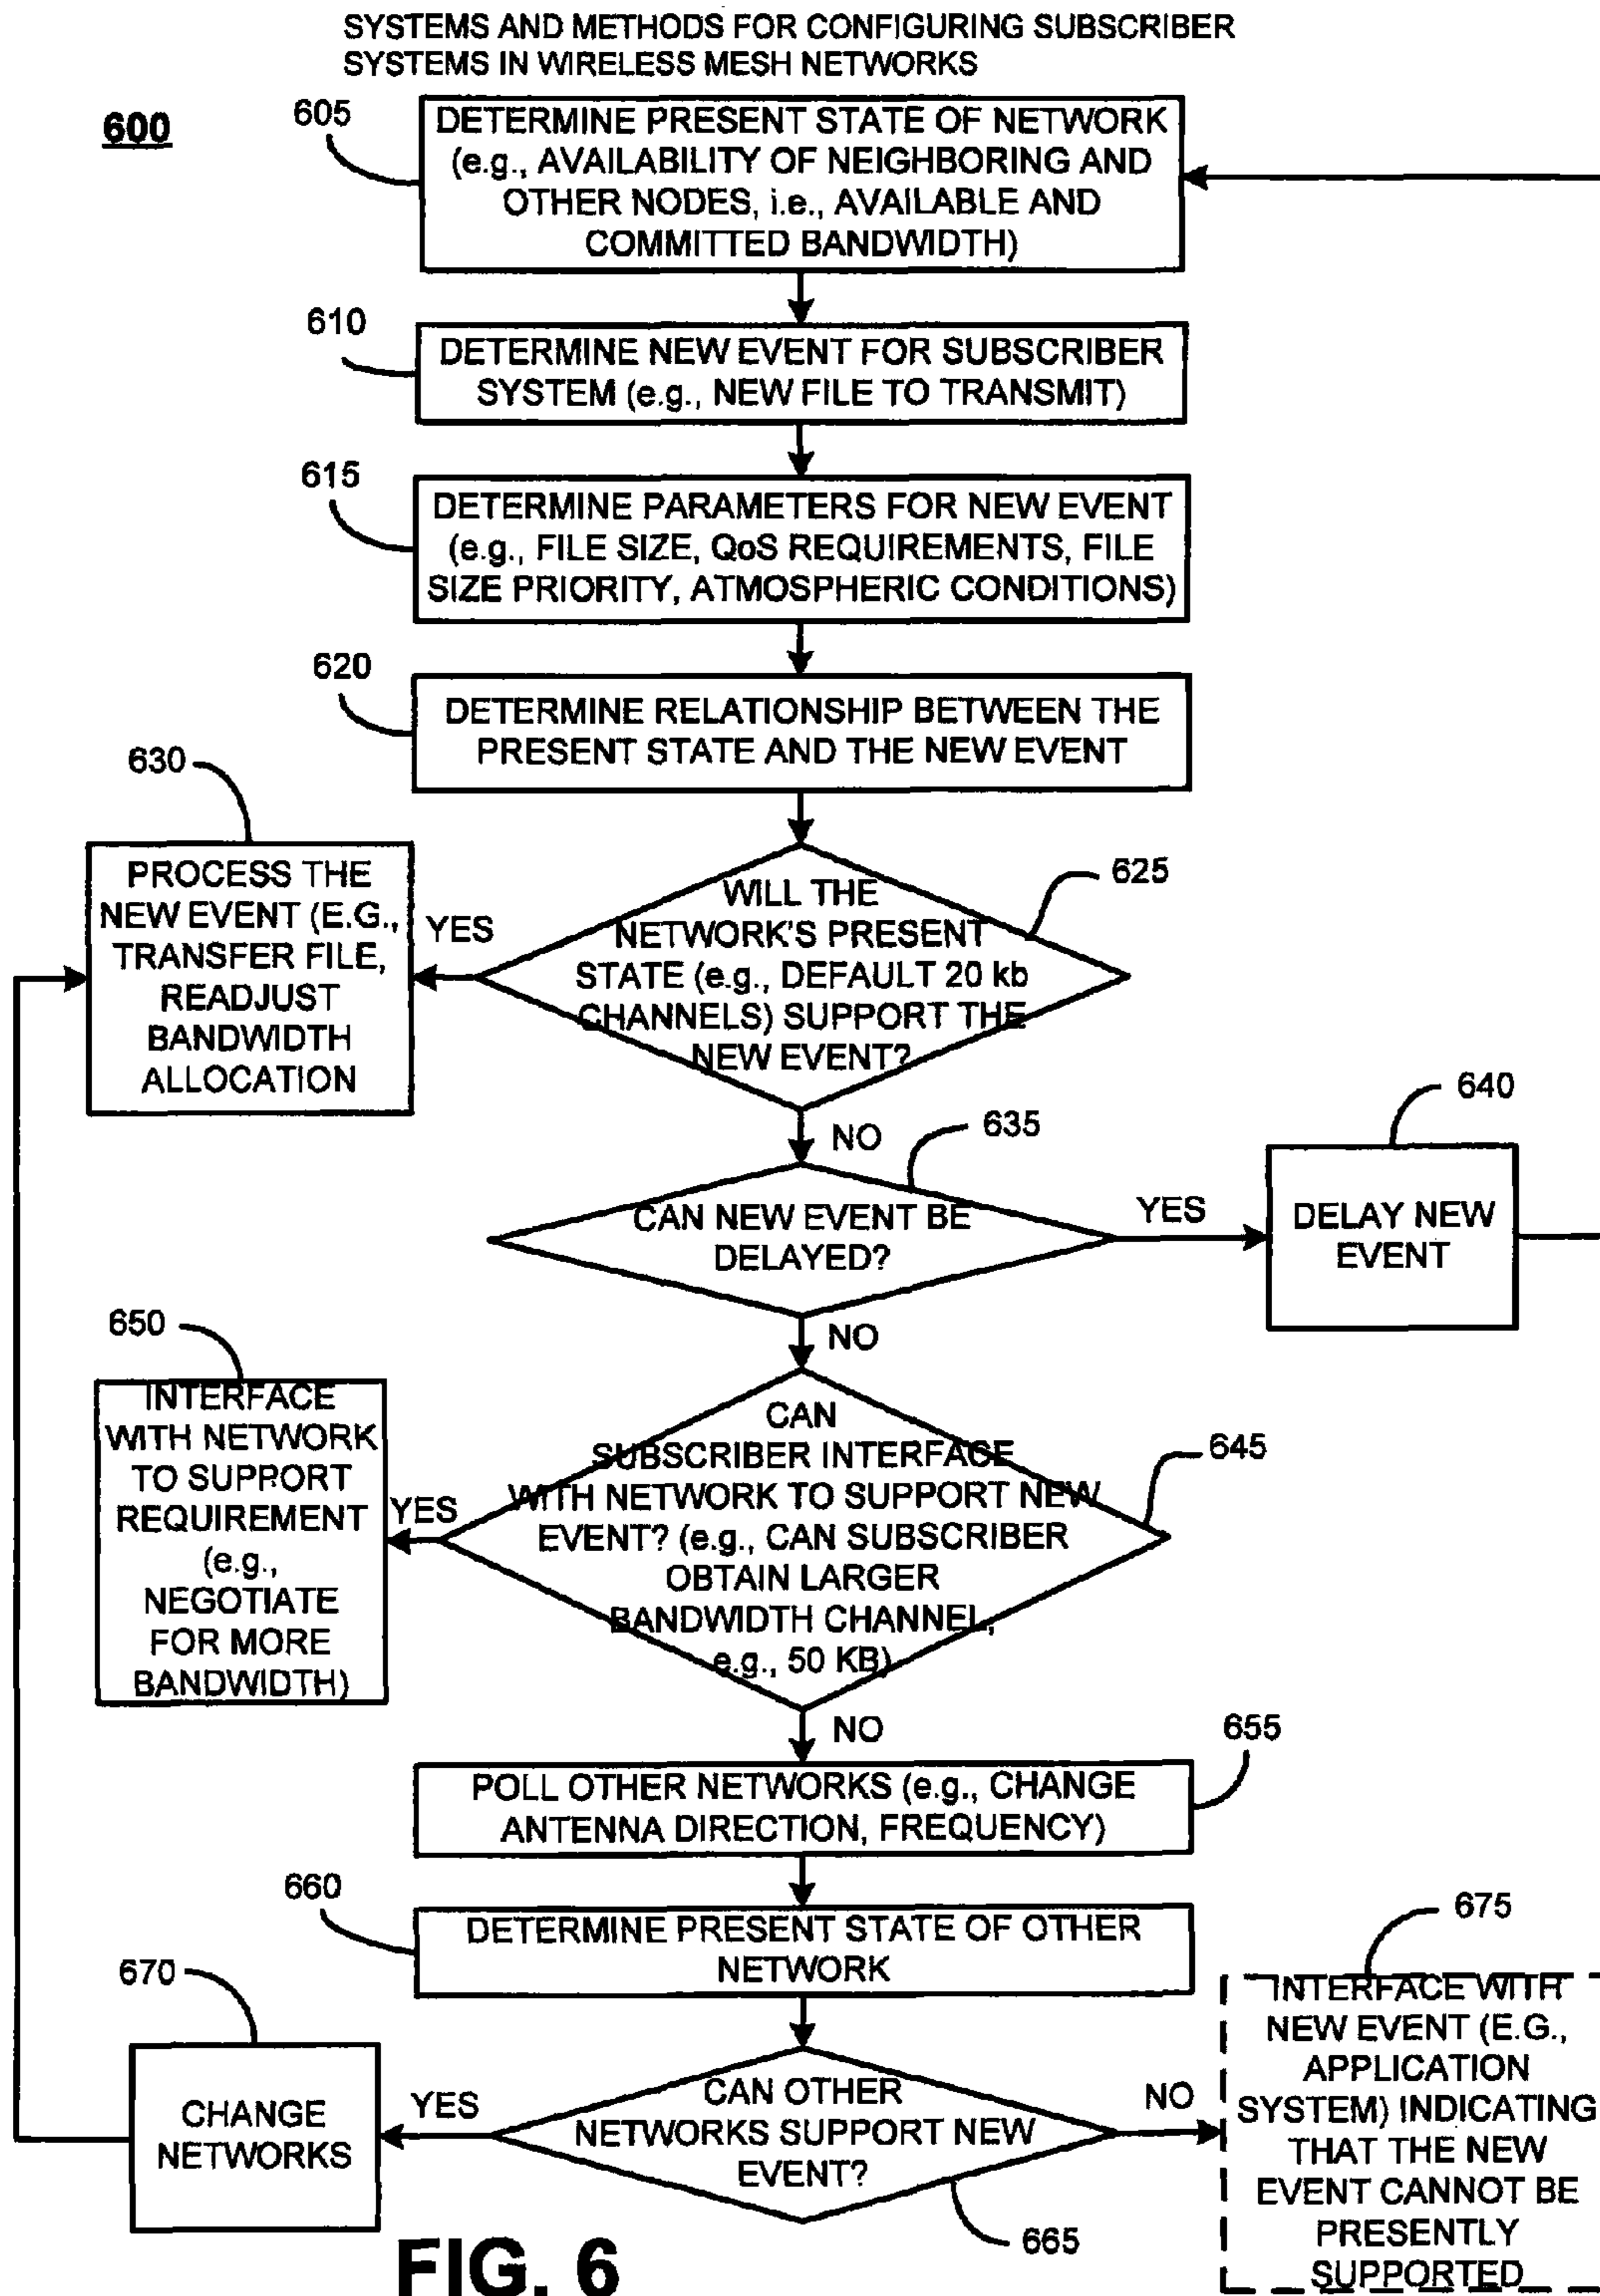 SYSTEMS AND METHODS FOR CONFIGURING SUBSCRIBER
SYSTEMS IN WIRELESS MESH NETWORKS
600
605
DETERMINE PRESENT STATE OF NETWORK
(e.g., AVAILABILITY OF NEIGHBORING AND
OTHER NODES, i.e., AVAILABLE AND
COMMITTED BANDWIDTH)
610
DETERMINE NEW EVENT FOR SUBSCRIBER
SYSTEM (e.g., NEW FILE TO TRANSMIT)
615
DETERMINE PARAMETERS FOR NEW EVENT
(e.g., FILE SIZE, QoS REQUIREMENTS, FILE
SIZE PRIORITY, ATMOSPHERIC CONDITIONS)
620
DETERMINE RELATIONSHIP BETWEEN THE
PRESENT STATE AND THE NEW EVENT
630
PROCESS THE
NEW EVENT (E.G.,
TRANSFER FILE,
READJUST
BANDWIDTH
ALLOCATION
YES
625
WILL THE
NETWORK'S PRESENT
STATE (e.g., DEFAULT 20 kb
CHANNELS) SUPPORT THE
NEW EVENT?
NO
635
CAN NEW EVENT BE
DELAYED?
YES
640
DELAY NEW
EVENT
NO
650
INTERFACE
WITH NETWORK
TO SUPPORT
REQUIREMENT
(e.g.,
NEGOTIATE
FOR MORE
BANDWIDTH)
YES
645
CAN
SUBSCRIBER INTERFACE
WITH NETWORK TO SUPPORT NEW
EVENT? (e.g., CAN SUBSCRIBER
OBTAIN LARGER
BANDWIDTH CHANNEL,
e.g., 50 KB)
NO
655
POLL OTHER NETWORKS (e.g., CHANGE
ANTENNA DIRECTION, FREQUENCY)
660
DETERMINE PRESENT STATE OF OTHER
NETWORK
670
CHANGE
NETWORKS
YES
CAN OTHER
NETWORKS SUPPORT NEW
EVENT?
665
NO
675
INTERFACE WITH
NEW EVENT (E.G.,
APPLICATION
SYSTEM) INDICATING
THAT THE NEW
EVENT CANNOT BE
PRESENTLY
SUPPORTED
FIG. 6